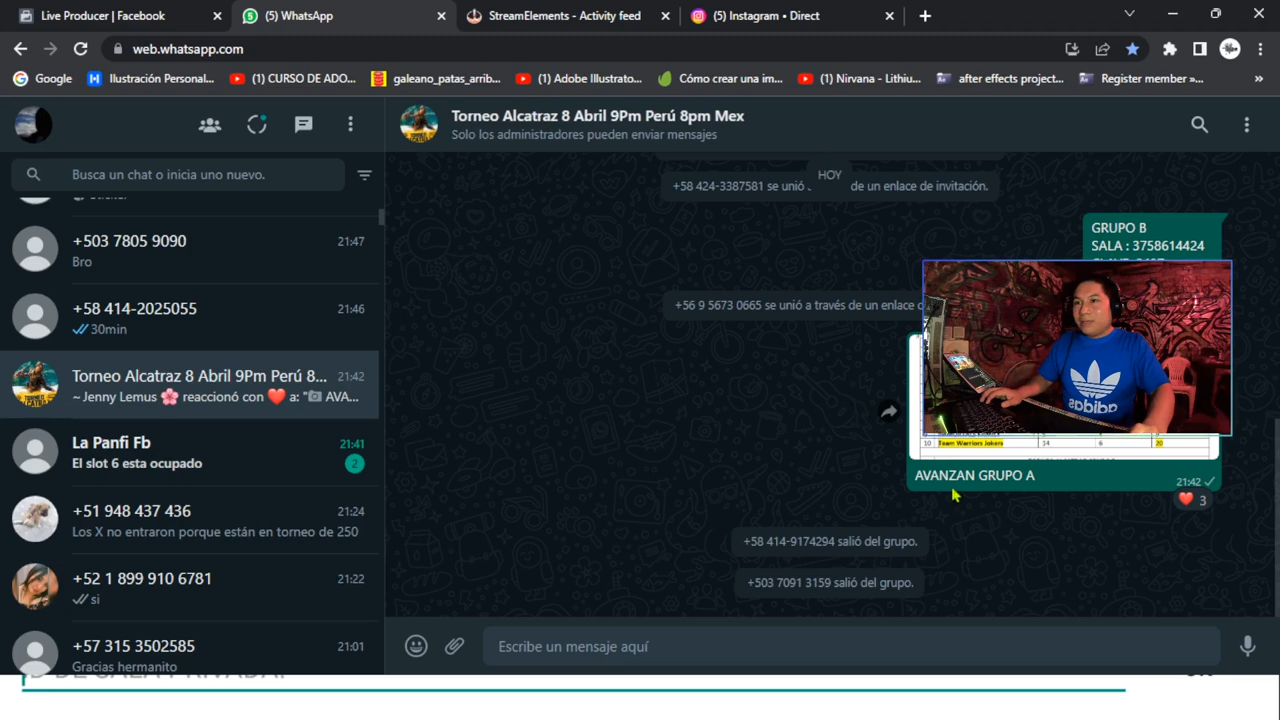 Live Producer | Facebook
(5) WhatsApp
StreamElements - Activity feed
(5) Instagram • Direct
web.whatsapp.com
Google
Ilustración Personal...
(1) CURSO DE ADO...
galeano_patas_arrib...
(1) Adobe Illustrato...
Cómo crear una im...
(1) Nirvana - Lithiu...
after effects project...
Register member »...
Torneo Alcatraz 8 Abril 9Pm Perú 8pm Mex
Solo los administradores pueden enviar mensajes
Busca un chat o inicia uno nuevo.
+503 7805 9090
21:47
Bro
+58 414-2025055
21:46
30min
Torneo Alcatraz 8 Abril 9Pm Perú 8...
21:42
~ Jenny Lemus 🌸 reaccionó con ❤️ a: "📷 AVA...
La Panfi Fb
21:41
El slot 6 esta ocupado
2
+51 948 437 436
21:24
Los X no entraron porque están en torneo de 250
+52 1 899 910 6781
21:22
si
+57 315 3502585
21:01
Gracias hermanito
HOY
+58 424-3387581 se unió
de un enlace de invitación.
GRUPO B
SALA : 3758614424
+56 9 5673 0665 se unió a través de un enlace
adidas
10 Team Warriors Jokers 14 6 20
AVANZAN GRUPO A
21:42
❤️ 3
+58 414-9174294 salió del grupo.
+503 7091 3159 salió del grupo.
Escribe un mensaje aquí